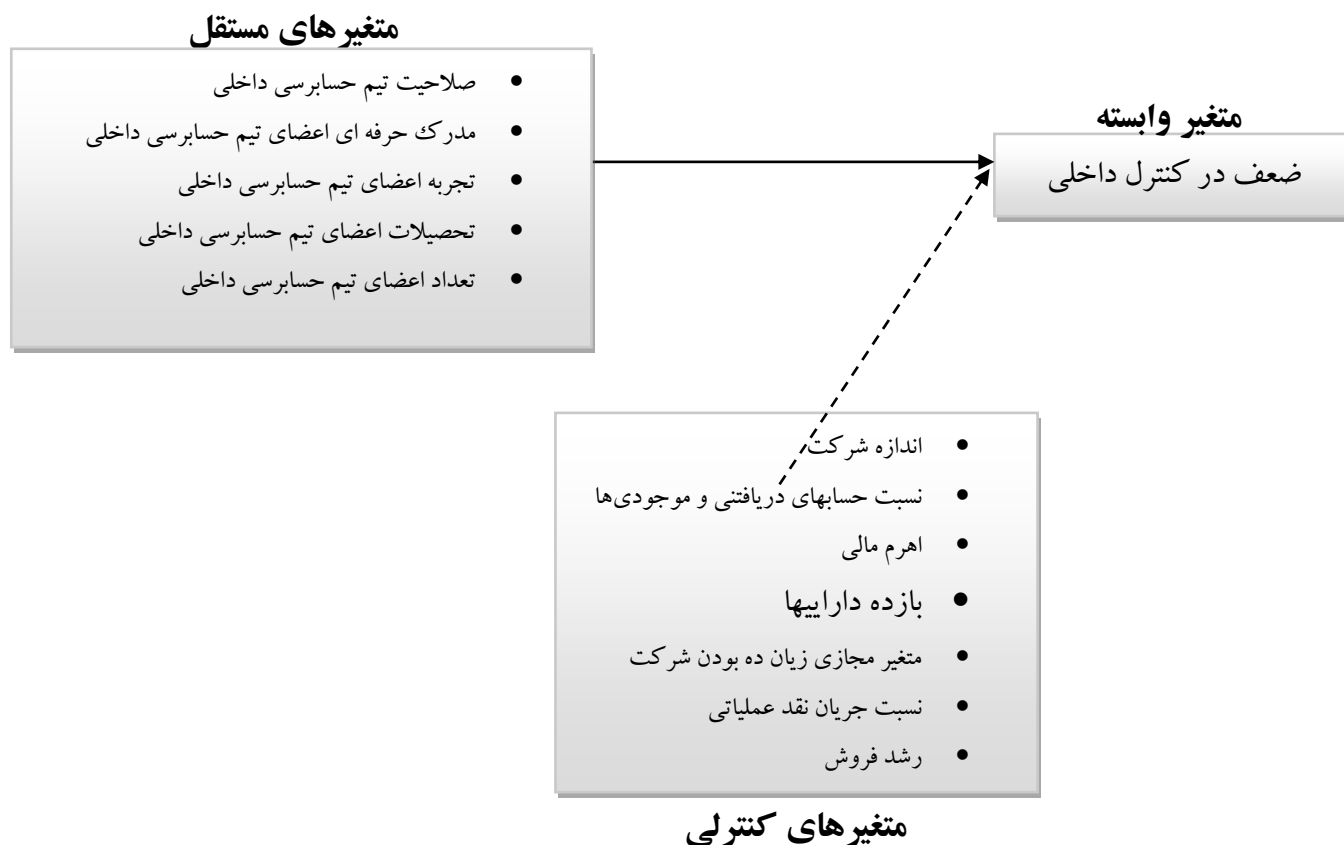 متغیرهای مستقل
• صلاحیت تیم حسابرسی داخلی
• مدرک حرفه ای اعضای تیم حسابرسی داخلی
• تجربه اعضای تیم حسابرسی داخلی
• تحصیلات اعضای تیم حسابرسی داخلی
• تعداد اعضای تیم حسابرسی داخلی
متغیر وابسته
ضعف در کنترل داخلی
• اندازه شرکت
• نسبت حسابهای دریافتنی و موجودی‌ها
• اهرم مالی
• بازده داراییها
• متغیر مجازی زیان ده بودن شرکت
• نسبت جریان نقد عملیاتی
• رشد فروش
متغیرهای کنترلی